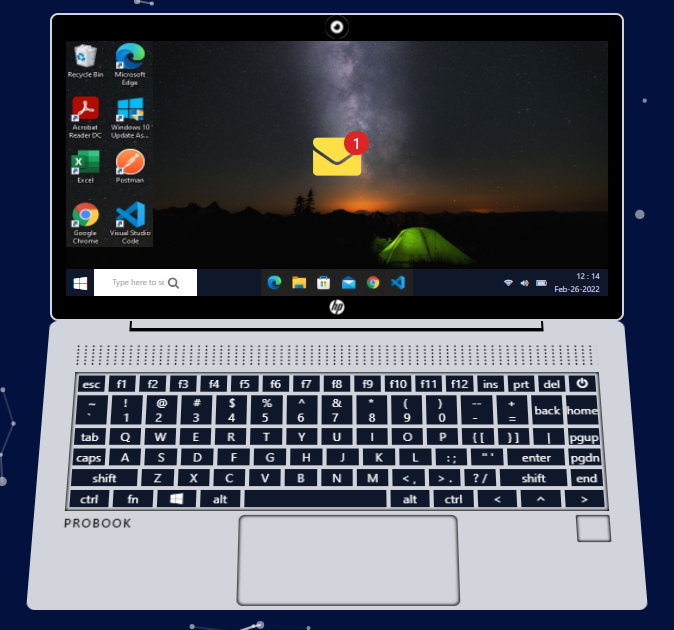 1
Recycle Bin
Microsoft
Edge
Acrobat
Reader DC
Windows 10
Update As...
Excel
Postman
Google
Chrome
Visual Studio
Code
Type here to se
12 : 14
Feb-26-2022
hp
esc f1 f2 f3 f4 f5 f6 f7 f8 f9 f10 f11 f12 ins prt del
~ ! @ # $ % ^ & * ( ) -- + back home
` 1 2 3 4 5 6 7 8 9 0 - =
tab Q W E R T Y U I O P { [ } ] | pgup
caps A S D F G H J K L : ; " ' enter pgdn
shift Z X C V B N M < , > . ? / shift end
ctrl fn alt alt ctrl < ^ >
PROBOOK